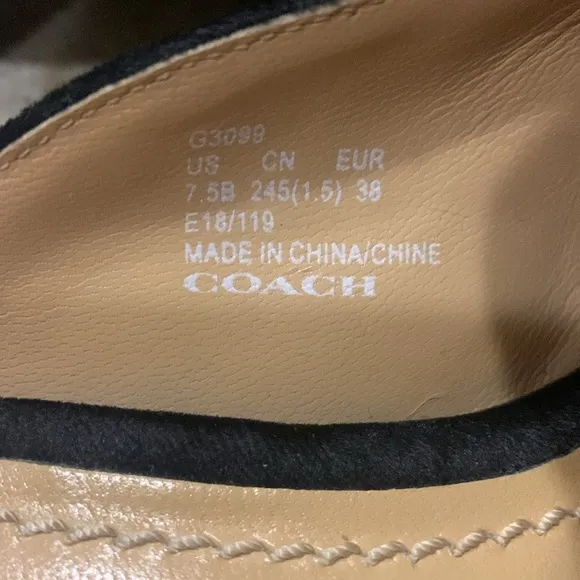 G3099
US CN EUR
7.5B 245(1.5) 38
E18/119
MADE IN CHINA/CHINE
COACH